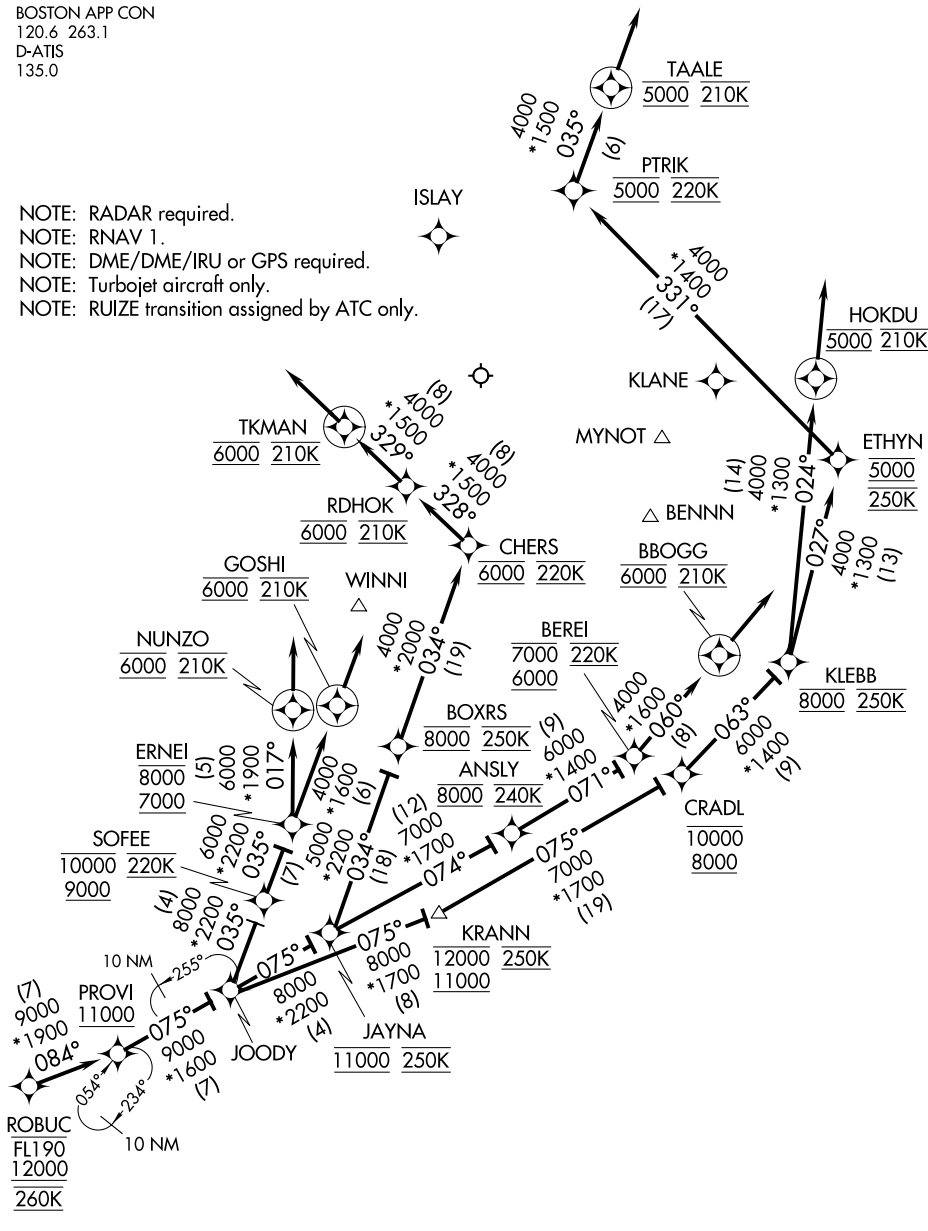 BOSTON APP CON
120.6 263.1
D-ATIS
135.0
NOTE: RADAR required.
NOTE: RNAV 1.
NOTE: DME/DME/IRU or GPS required.
NOTE: Turbojet aircraft only.
NOTE: RUIZE transition assigned by ATC only.
TAALE
5000 210K
4000
*1500
035°
(6)
PTRIK
5000 220K
ISLAY
4000
*1400
331°
(17)
HOKDU
5000 210K
KLANE
MYNOT
ETHYN
5000
250K
(14)
4000
*1300
024°
027°
4000
*1300
(13)
BENNN
(8)
4000
*1500
329°
TKMAN
6000 210K
(8)
4000
*1500
328°
RDHOK
6000 210K
CHERS
6000 220K
GOSHI
6000 210K
WINNI
BBOGG
6000 210K
NUNZO
6000 210K
4000
*2000
034°
(19)
BEREI
7000 220K
6000
4000
*1600
060°
(8)
KLEBB
8000 250K
BOXRS
8000 250K
063°
6000
*1400
(9)
ERNEI
8000
7000
(5)
6000
*1900
017°
4000
*1600
(6)
ANSLY
8000 240K
(9)
6000
*1400
071°
CRADL
10000
8000
SOFEE
10000 220K
9000
6000
*2200
035°
(7)
5000
*2200
034°
(18)
(12)
7000
*1700
074°
075°
7000
*1700
(19)
(4)
8000
*2200
035°
KRANN
12000 250K
11000
075°
8000
*1700
(8)
075°
8000
*2200
(4)
JAYNA
11000 250K
JOODY
10 NM
255°
PROVI
11000
075°
9000
*1600
(7)
(7)
9000
*1900
084°
054°
234°
10 NM
ROBUC
FL190
12000
260K